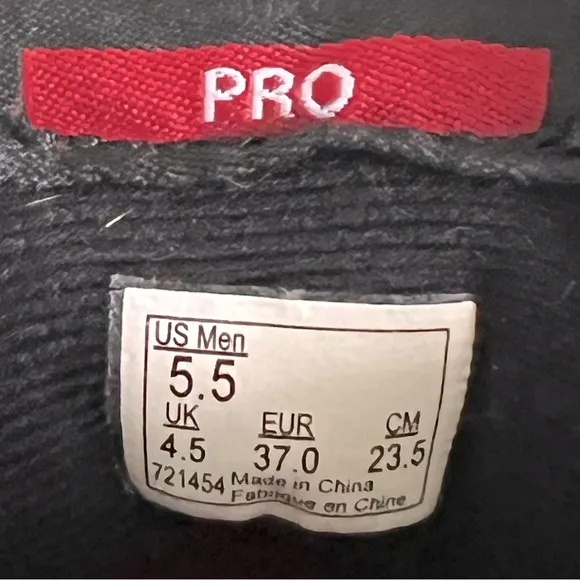 PRO
US Men
5.5
UK EUR CM
4.5 37.0 23.5
721454 Made in China
Fabrique en Chine